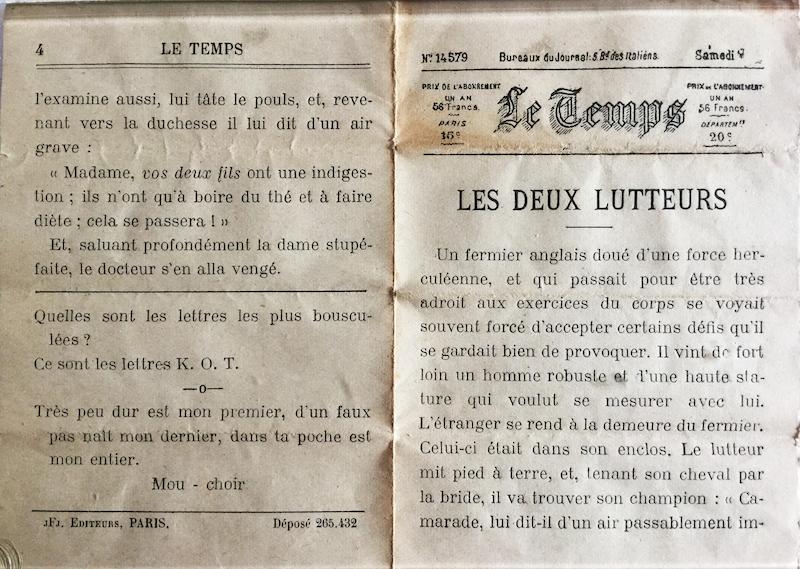 4 LE TEMPS
l'examine aussi, lui tâte le pouls, et, reve-
nant vers la duchesse il lui dit d'un air
grave :
« Madame, vos deux fils ont une indiges-
tion ; ils n'ont qu'à boire du thé et à faire
diète ; cela se passera ! »
Et, saluant profondément la dame stupé-
faite, le docteur s'en alla vengé.
Quelles sont les lettres les plus bouscu-
lées ?
Ce sont les lettres K. O. T.
—o—
Très peu dur est mon premier, d'un faux
pas naît mon dernier, dans ta poche est
mon entier.
Mou - choir
JFJ. EDITEURS, PARIS. Déposé 265.432
No 14579 Bureaux du Journal: 5. Bd des Italiens. Samedi
PRIX DE L'ABONNEMENT
UN AN
56 Francs.
PARIS
15c
Le Temps
PRIX DE L'ABONNEMENT
UN AN
56 Francs.
DÉPARTEMts
20c
LES DEUX LUTTEURS
Un fermier anglais doué d'une force her-
culéenne, et qui passait pour être très
adroit aux exercices du corps se voyait
souvent forcé d'accepter certains défis qu'il
se gardait bien de provoquer. Il vint de fort
loin un homme robuste et d'une haute sta-
ture qui voulut se mesurer avec lui.
L'étranger se rend à la demeure du fermier.
Celui-ci était dans son enclos. Le lutteur
mit pied à terre, et, tenant son cheval par
la bride, il va trouver son champion : « Ca-
marade, lui dit-il d'un air passablement im-